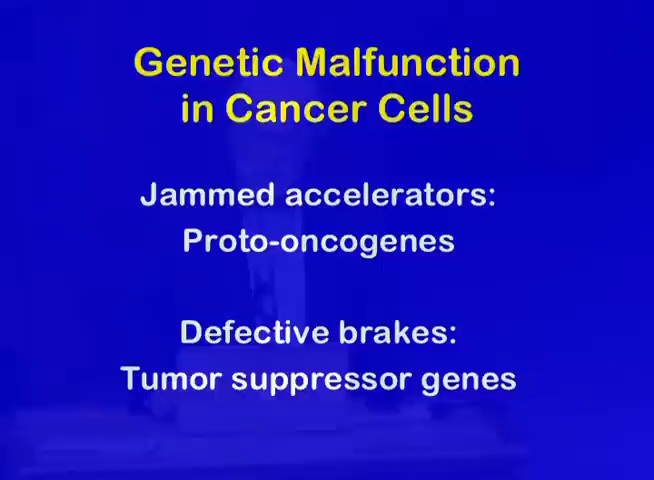 Genetic Malfunction
in Cancer Cells
Jammed accelerators:
Proto-oncogenes
Defective brakes:
Tumor suppressor genes